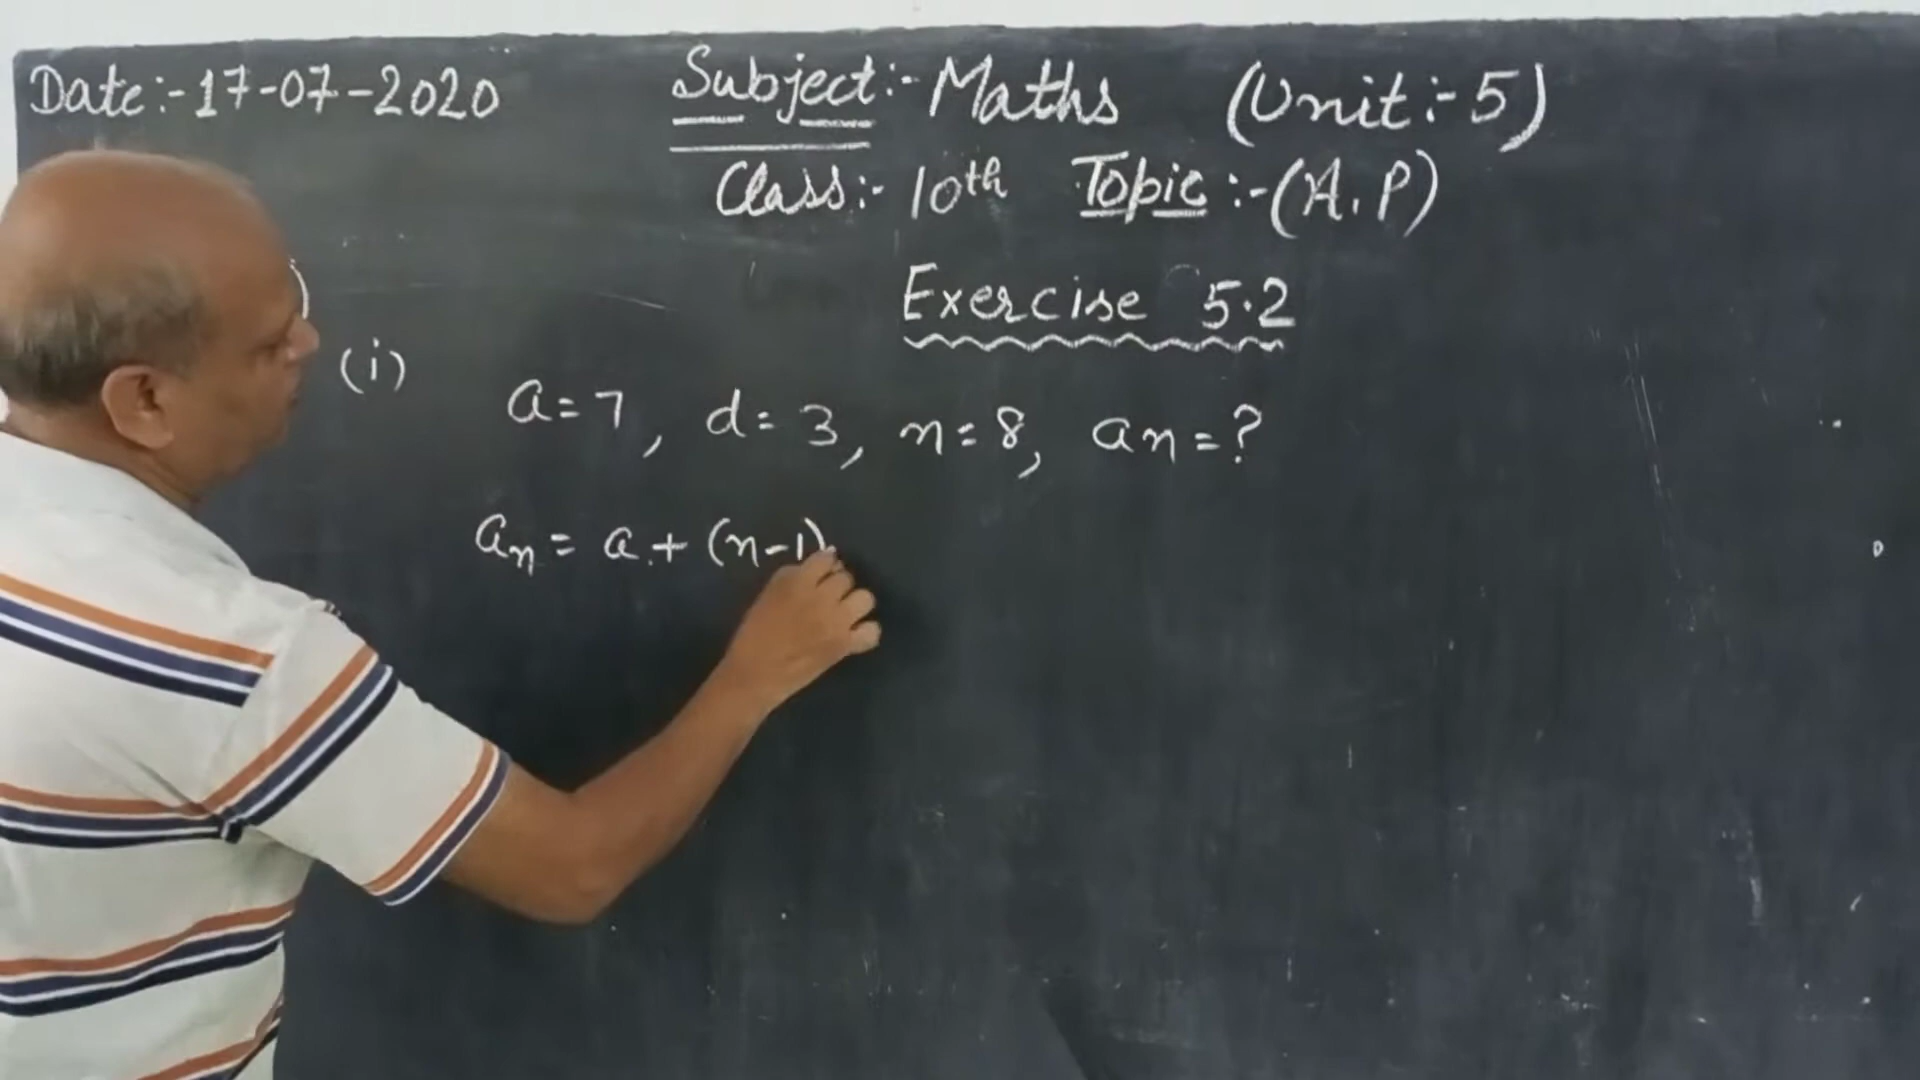 Date:-17-07-2020
Subject:-Maths (Unit:-5)
Class:-10th Topic:-(A.P)
Exercise 5.2
(i)
a=7, d=3, n=8, an=?
an = a + (n-1)